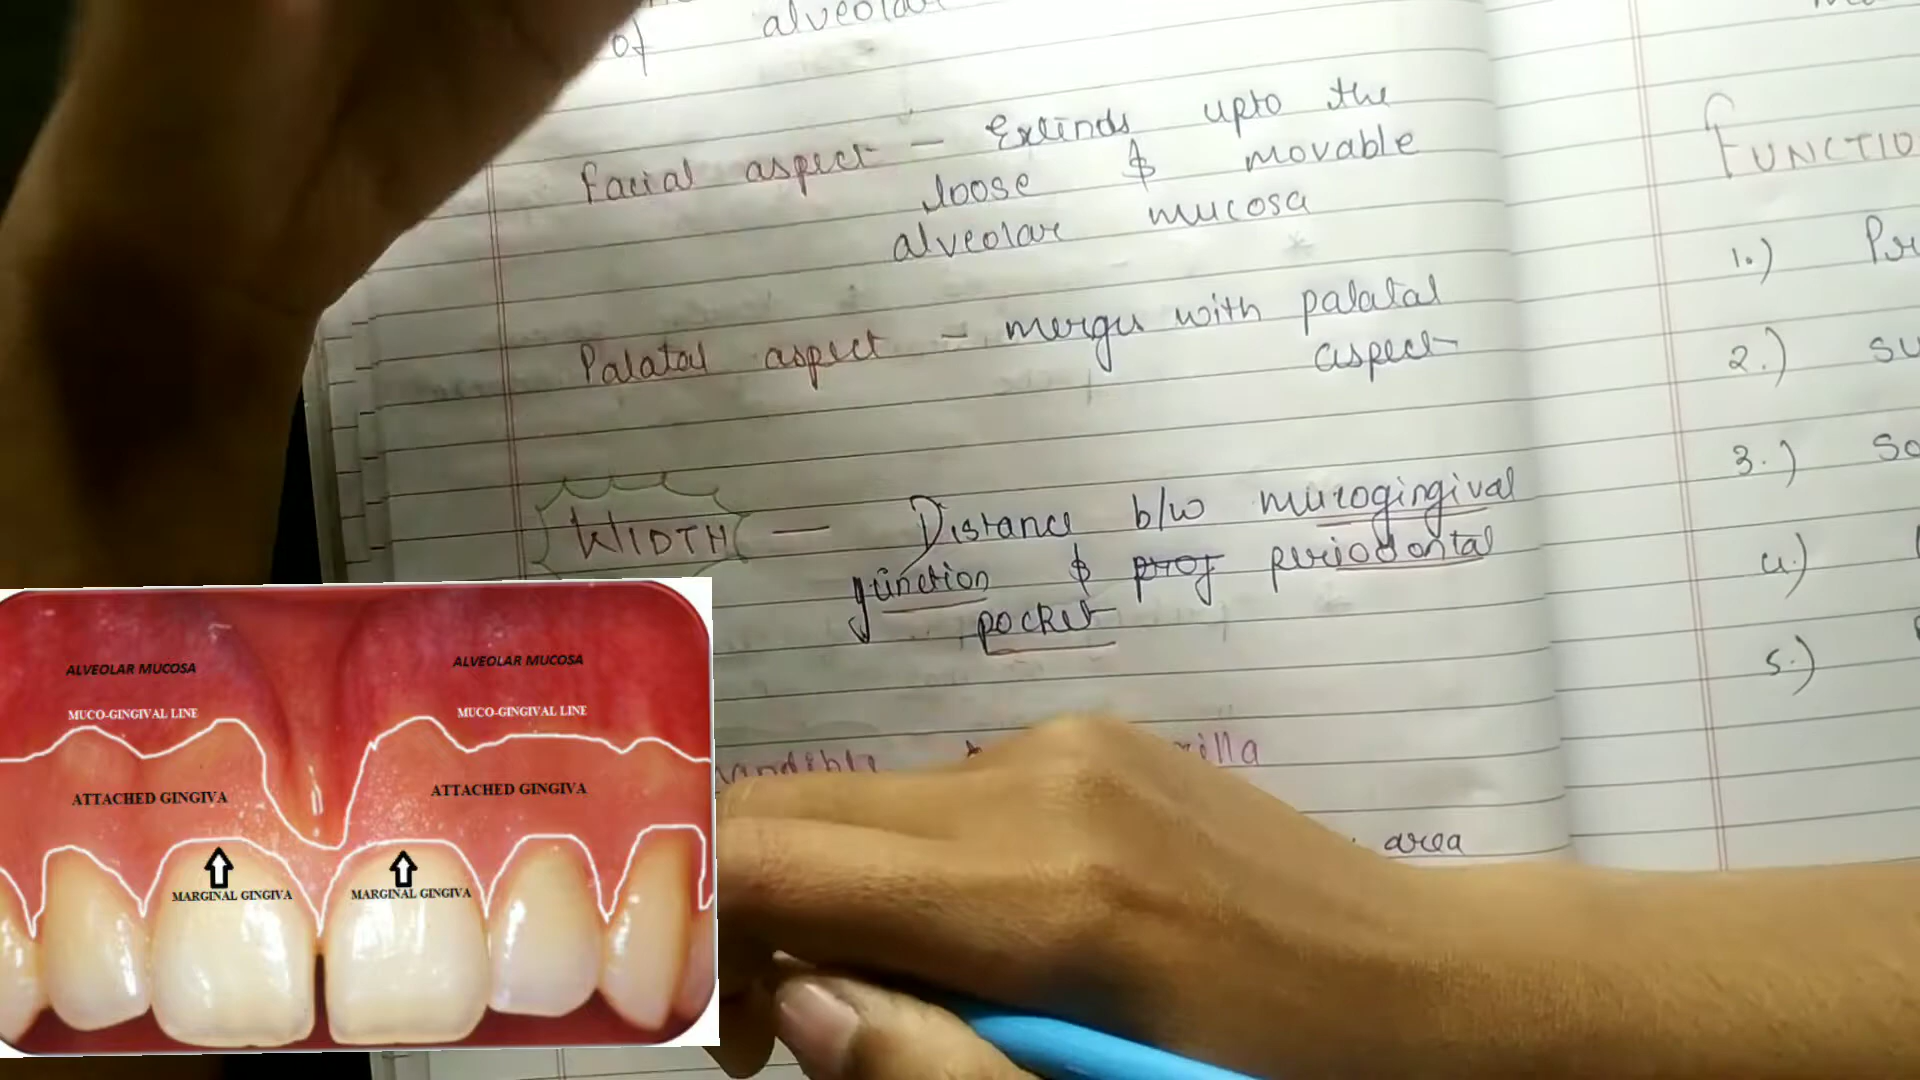 of alveolar
Facial aspect - Extends upto the
loose & movable
alveolar mucosa
Palatal aspect - merges with palatal
aspect
WIDTH - Distance b/w mucogingival
junction & periodontal
pocket
area
FUNCTIO
1.)
2.) su
3.) so
4.)
5.)
ALVEOLAR MUCOSA ALVEOLAR MUCOSA
MUCO-GINGIVAL LINE MUCO-GINGIVAL LINE
ATTACHED GINGIVA ATTACHED GINGIVA
MARGINAL GINGIVA MARGINAL GINGIVA